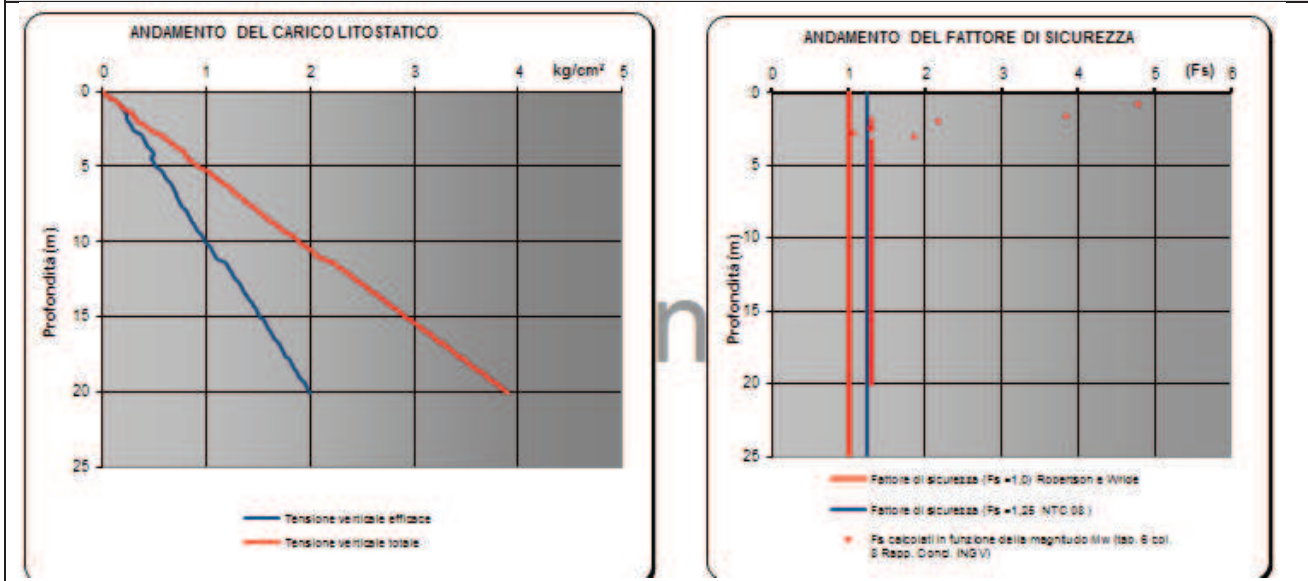 ANDAMENTO DEL CARICO LITOSTATICO
0 1 2 3 4 kg/cm² 5
0
5
10
15
20
25
Profondità (m)
Tensione verticale efficace
Tensione verticale totale
n
ANDAMENTO DEL FATTORE DI SICUREZZA
0 1 2 3 4 5 (Fs) 6
0
5
10
15
20
25
Profondità (m)
Fattore di sicurezza (Fs =1,0) Robertson e Wride
Fattore di sicurezza (Fs =1,25 NTC 08)
Fs calcolati in funzione della magnitudo Mw (tab. 6 col.
8 Rapp. Concl. INGV)